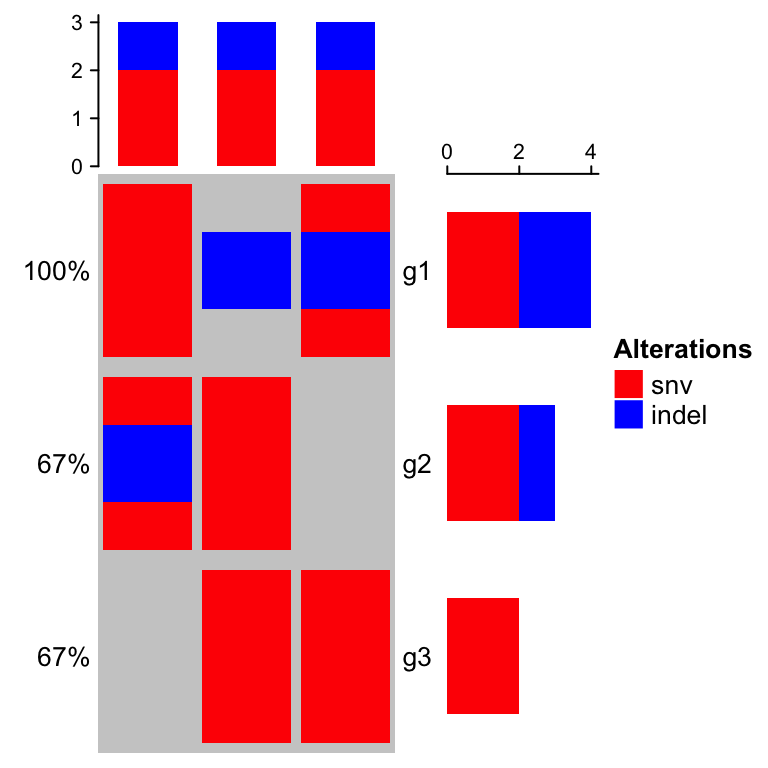 3
2
1
0
0 2 4
100% g1
Alterations
snv
indel
67% g2
67% g3